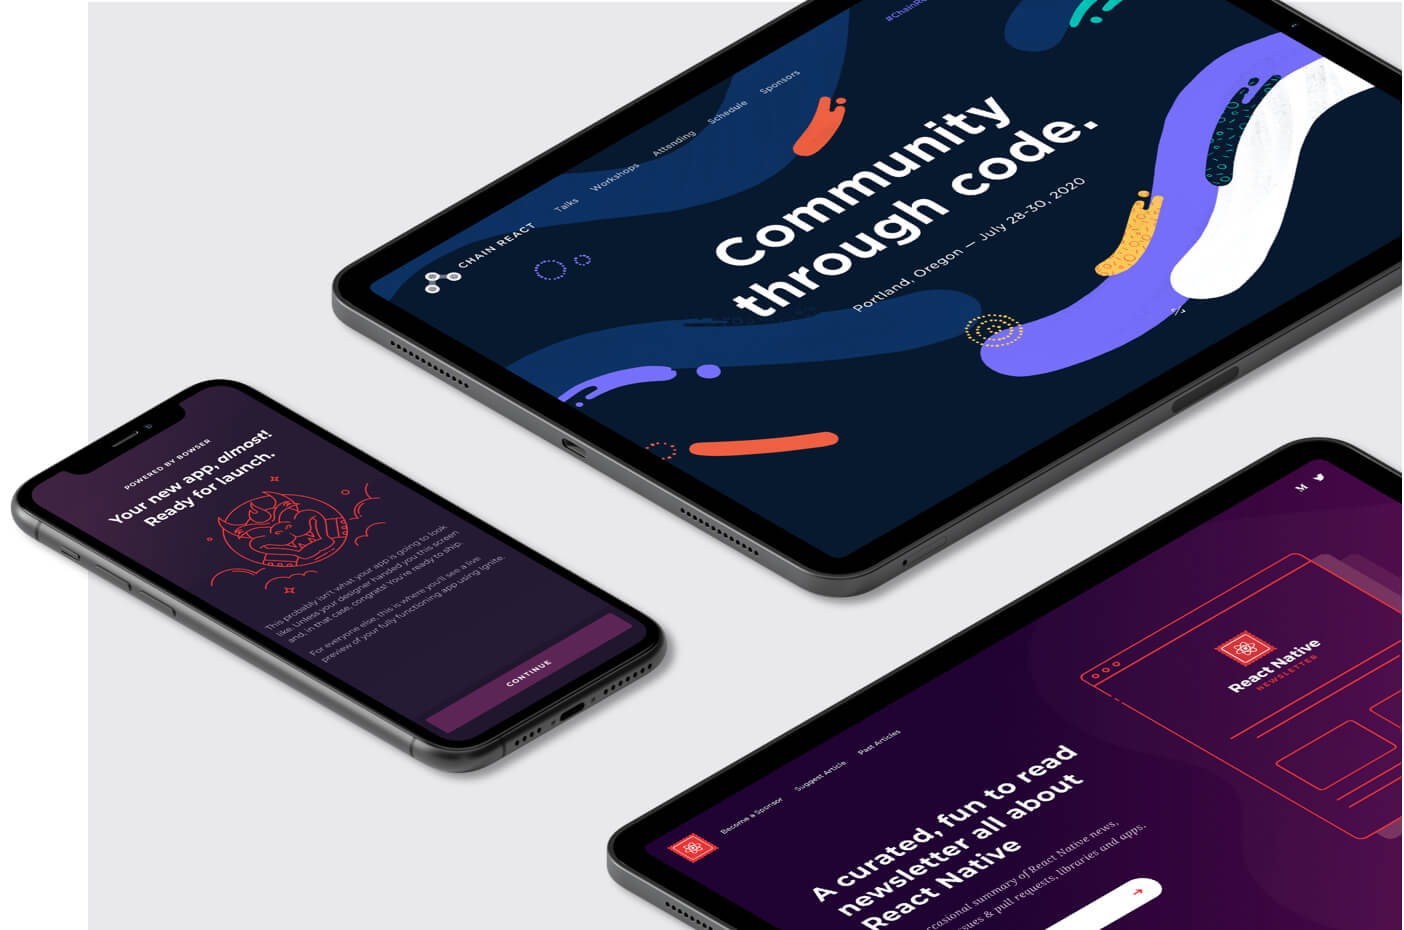 #ChainRe
CHAIN REACT
Talks
Workshops
Attending
Schedule
Sponsors
Community
through code.
Portland, Oregon — July 28-30, 2020
POWERED BY BOWSER
Your new app, almost!
Ready for launch.
This probably isn't what your app is going to look
like. Unless your designer handed you this screen
and, in that case, congrats! You're ready to ship.
For everyone else, this is where you'll see a live
preview of your fully functioning app using Ignite.
CONTINUE
M
Become a Sponsor
Suggest Article
Past Articles
React Native
NEWSLETTER
A curated, fun to read
newsletter all about
React Native
ccasional summary of React Native news,
ssues & pull requests, libraries and apps.